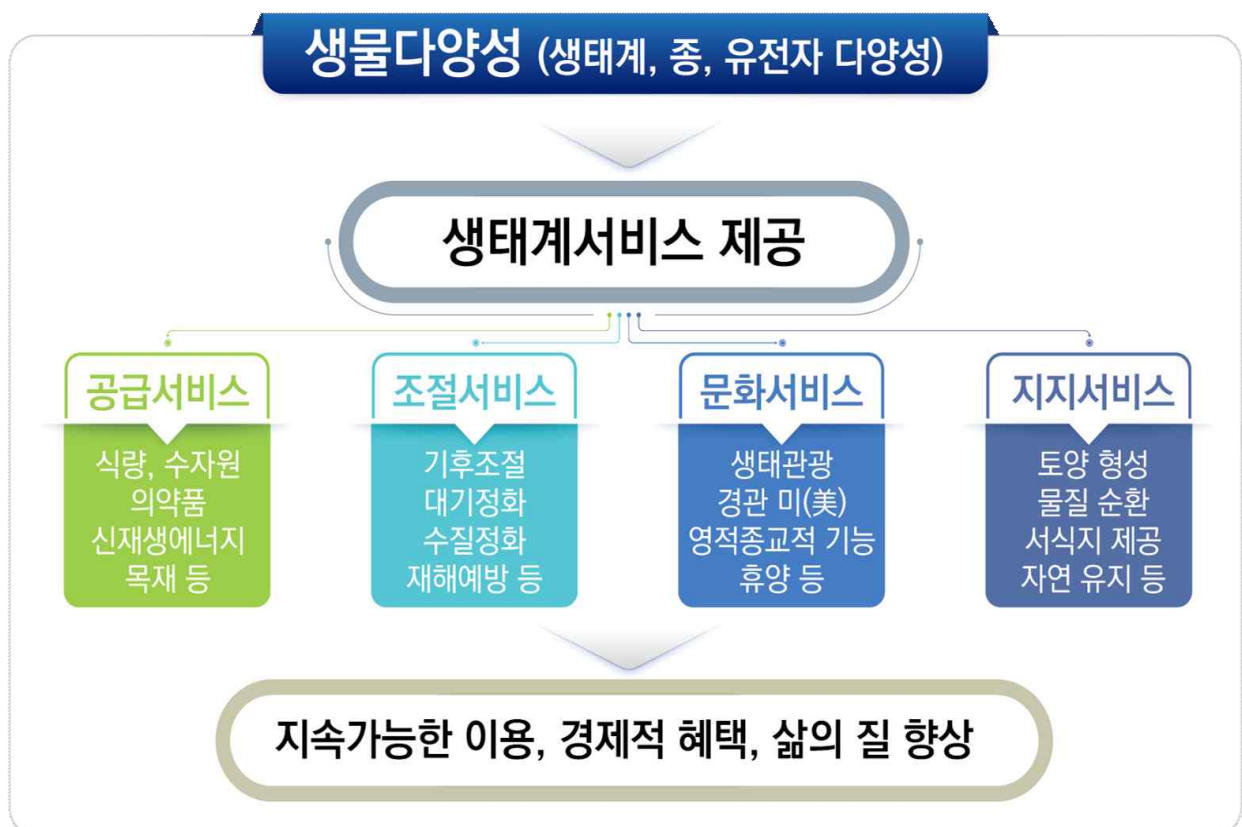 생물다양성 (생태계, 종, 유전자 다양성)
생태계서비스 제공
공급서비스
식량, 수자원
의약품
신재생에너지
목재 등
조절서비스
기후조절
대기정화
수질정화
재해예방 등
문화서비스
생태관광
경관 미(美)
영적종교적 기능
휴양 등
지지서비스
토양 형성
물질 순환
서식지 제공
자연 유지 등
지속가능한 이용, 경제적 혜택, 삶의 질 향상